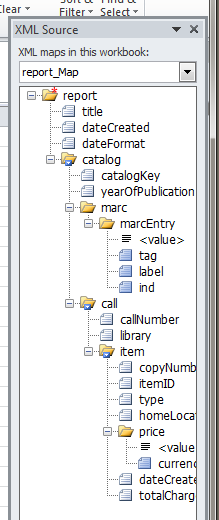 Clear Sort & Find &
Filter Select
XML Source
XML maps in this workbook:
report_Map
report
title
dateCreated
dateFormat
catalog
catalogKey
yearOfPublication
marc
marcEntry
<value>
tag
label
ind
call
callNumber
library
item
copyNumb
itemID
type
homeLocat
price
<value
currenc
dateCreate
totalCharg